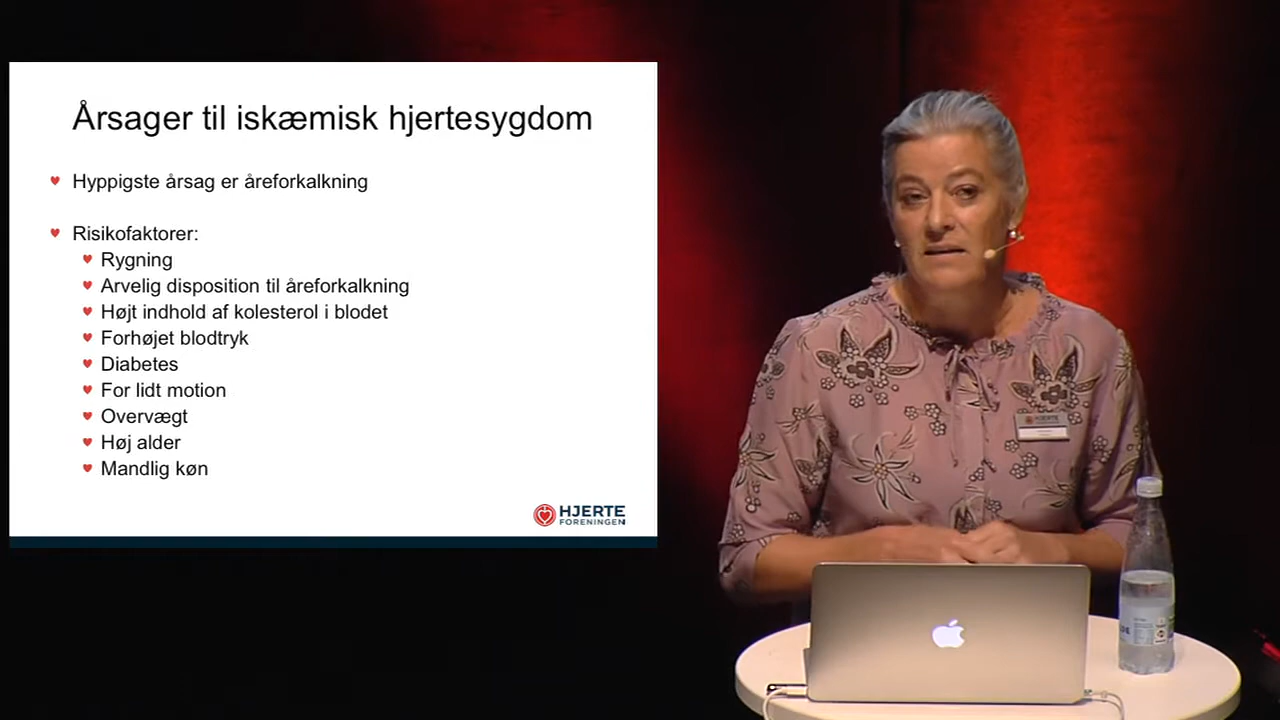 Årsager til iskæmisk hjertesygdom
Hyppigste årsag er åreforkalkning
Risikofaktorer:
Rygning
Arvelig disposition til åreforkalkning
Højt indhold af kolesterol i blodet
Forhøjet blodtryk
Diabetes
For lidt motion
Overvægt
Høj alder
Mandlig køn
HJERTE
FORENINGEN
HJERTE